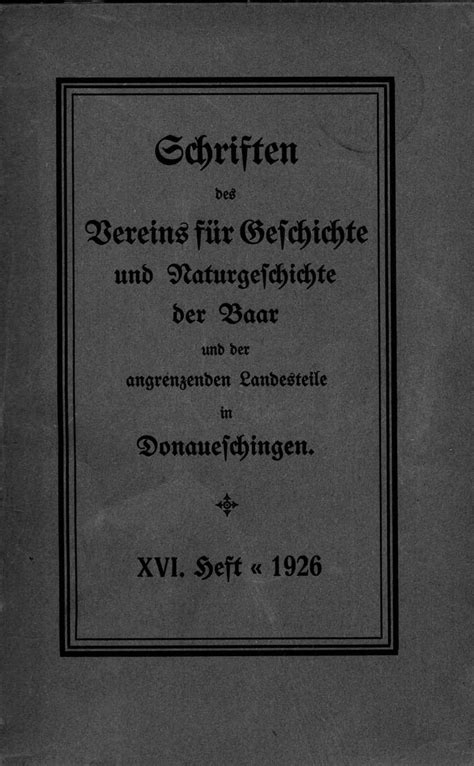 Schriften
des
Vereins für Geschichte
und Naturgeschichte
der Baar
und der
angrenzenden Landesteile
in
Donaueschingen.
XVI. Heft « 1926